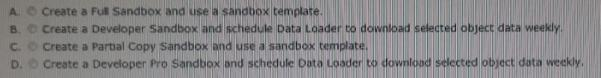 A. Create a Full Sandbox and use a sandbox template.
B. Create a Developer Sandbox and schedule Data Loader to download selected object data weekly.
C. Create a Partial Copy Sandbox and use a sandbox template.
D. Create a Developer Pro Sandbox and schedule Data Loader to download selected object data weekly.